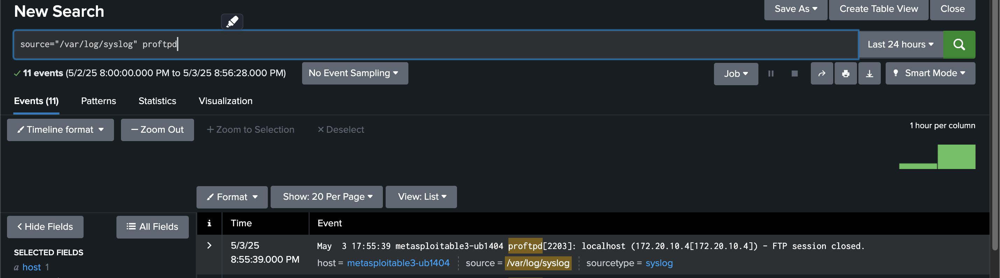 New Search
Save As
Create Table View
Close
source="/var/log/syslog" proftpd
Last 24 hours
11 events (5/2/25 8:00:00.000 PM to 5/3/25 8:56:28.000 PM)
No Event Sampling
Job
Smart Mode
Events (11)
Patterns
Statistics
Visualization
Timeline format
Zoom Out
+ Zoom to Selection
× Deselect
1 hour per column
Format
Show: 20 Per Page
View: List
< Hide Fields
All Fields
i
Time
Event
SELECTED FIELDS
a host 1
5/3/25
8:55:39.000 PM
May  3 17:55:39 metasploitable3-ub1404 proftpd[2203]: localhost (172.20.10.4[172.20.10.4]) - FTP session closed.
host = metasploitable3-ub1404
source = /var/log/syslog
sourcetype = syslog